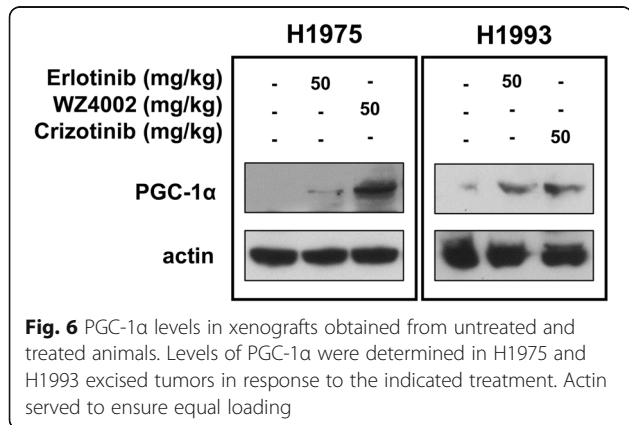 H1975 H1993
Erlotinib (mg/kg) - 50 - - 50 -
WZ4002 (mg/kg) - - 50 - - -
Crizotinib (mg/kg) - - - - - 50
PGC-1α
actin
Fig. 6 PGC-1α levels in xenografts obtained from untreated and
treated animals. Levels of PGC-1α were determined in H1975 and
H1993 excised tumors in response to the indicated treatment. Actin
served to ensure equal loading